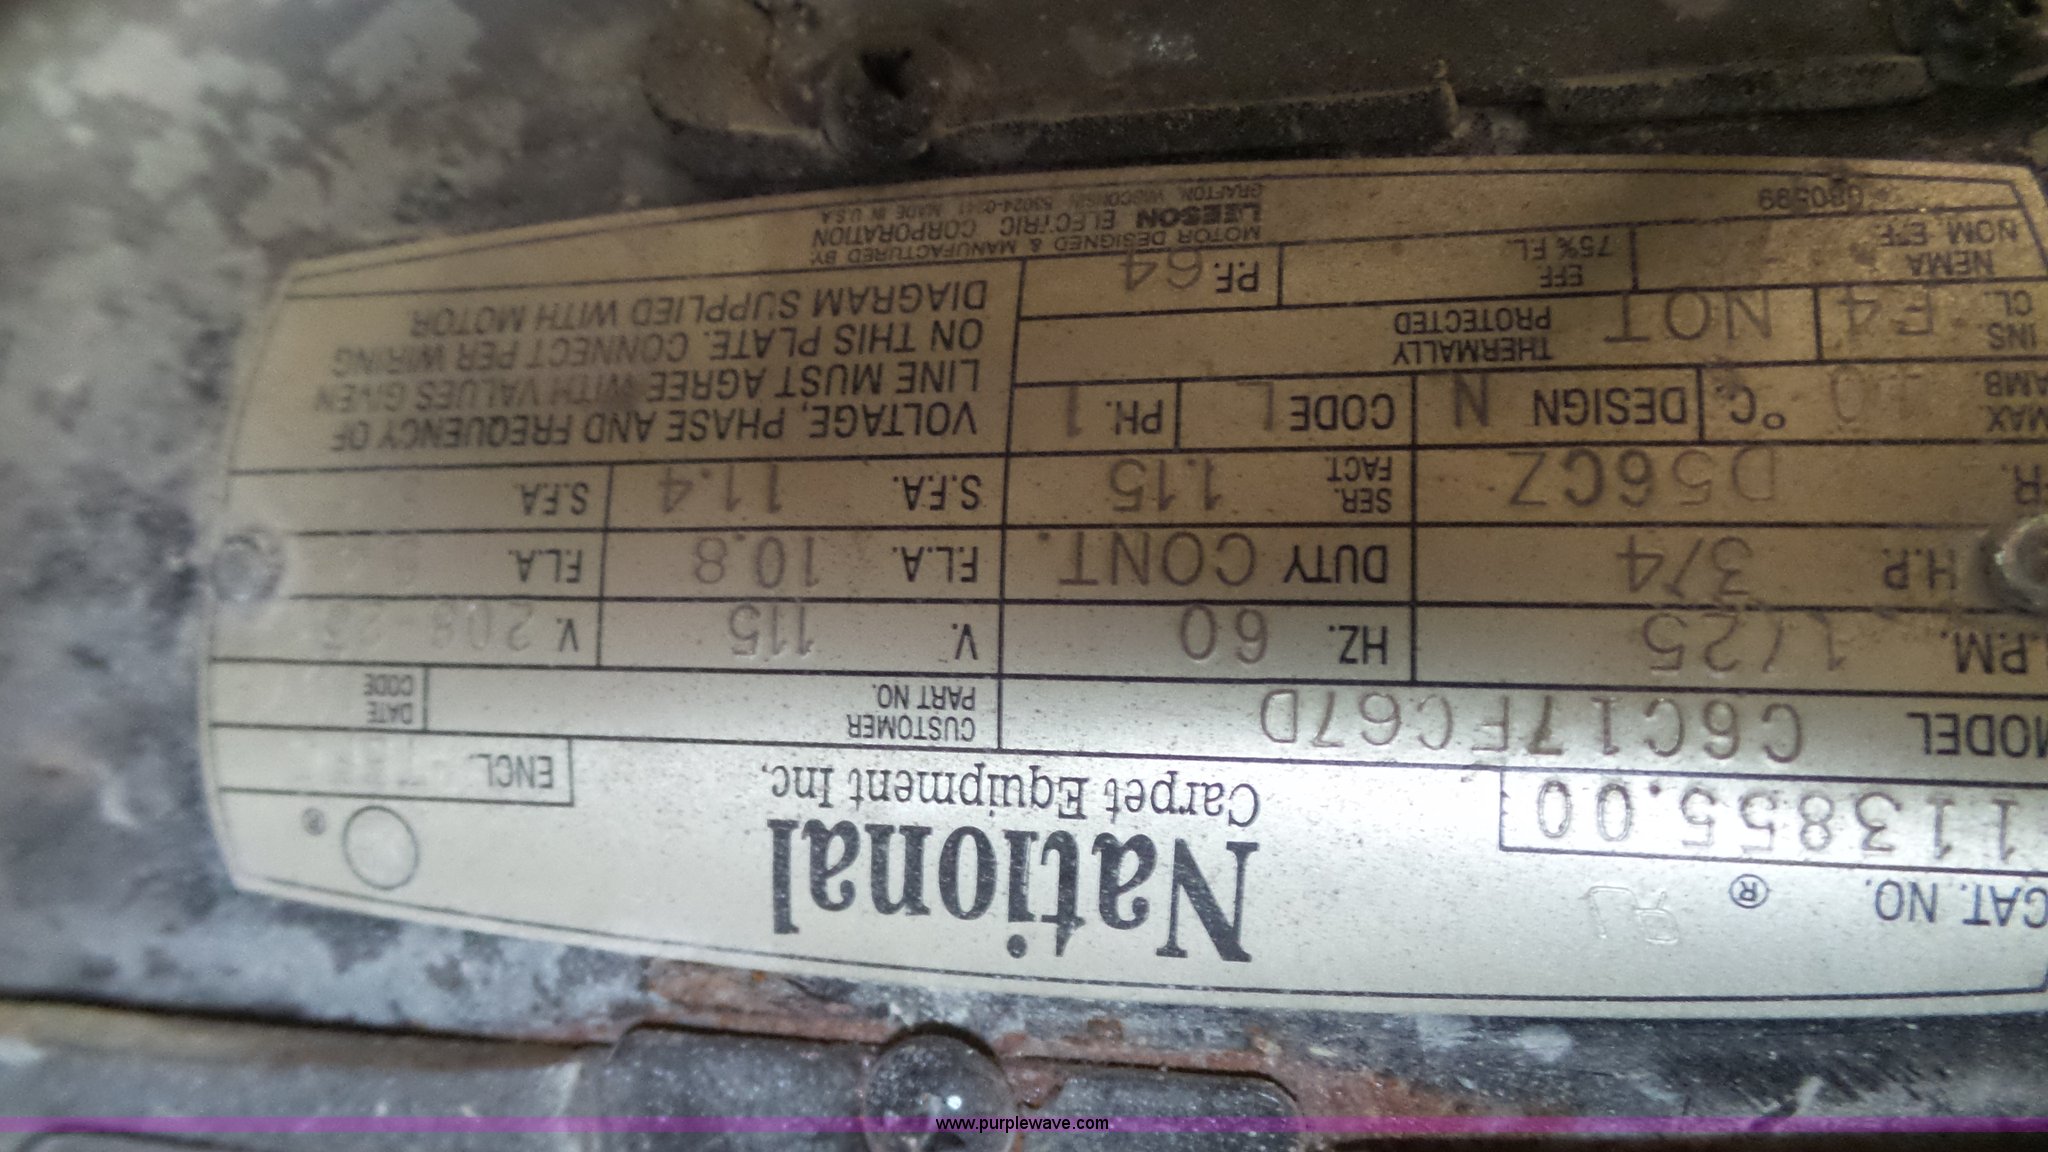 CAT. NO. ®
113855.00
National
Carpet Equipment Inc.
®
ENCL.
MODEL C6C17FC67D
CUSTOMER
PART NO.
DATE
CODE
R.P.M. 1725
HZ. 60
V. 115
V. 208
H.P. 3/4
DUTY CONT.
F.L.A. 10.8
F.L.A.
FR. D56CZ
SER.
FACT. 1.15
S.F.A. 11.4
S.F.A.
MAX.
AMB. °C
DESIGN N
CODE L
PH. 1
VOLTAGE, PHASE AND FREQUENCY OF
LINE MUST AGREE WITH VALUES GIVEN
ON THIS PLATE. CONNECT PER WIRING
DIAGRAM SUPPLIED WITH MOTOR
INS.
CL. F4
NOT THERMALLY
PROTECTED
NEMA
NOM. EFF.
EFF
75% F.L.
P.F. 64
MOTOR DESIGNED & MANUFACTURED BY:
LEESON ELECTRIC CORPORATION
GRAFTON, WISCONSIN 53024-0241 MADE IN U.S.A.
080599
www.purplewave.com